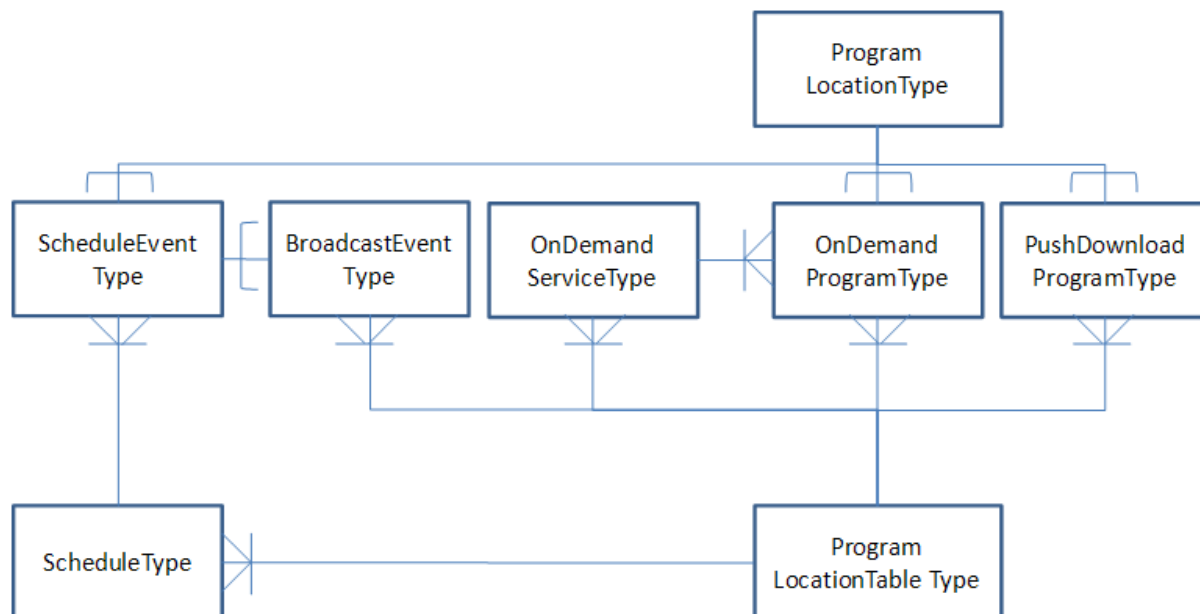 Program
LocationType
ScheduleEvent
Type
BroadcastEvent
Type
OnDemand
ServiceType
OnDemand
ProgramType
PushDownload
ProgramType
ScheduleType
Program
LocationTable Type